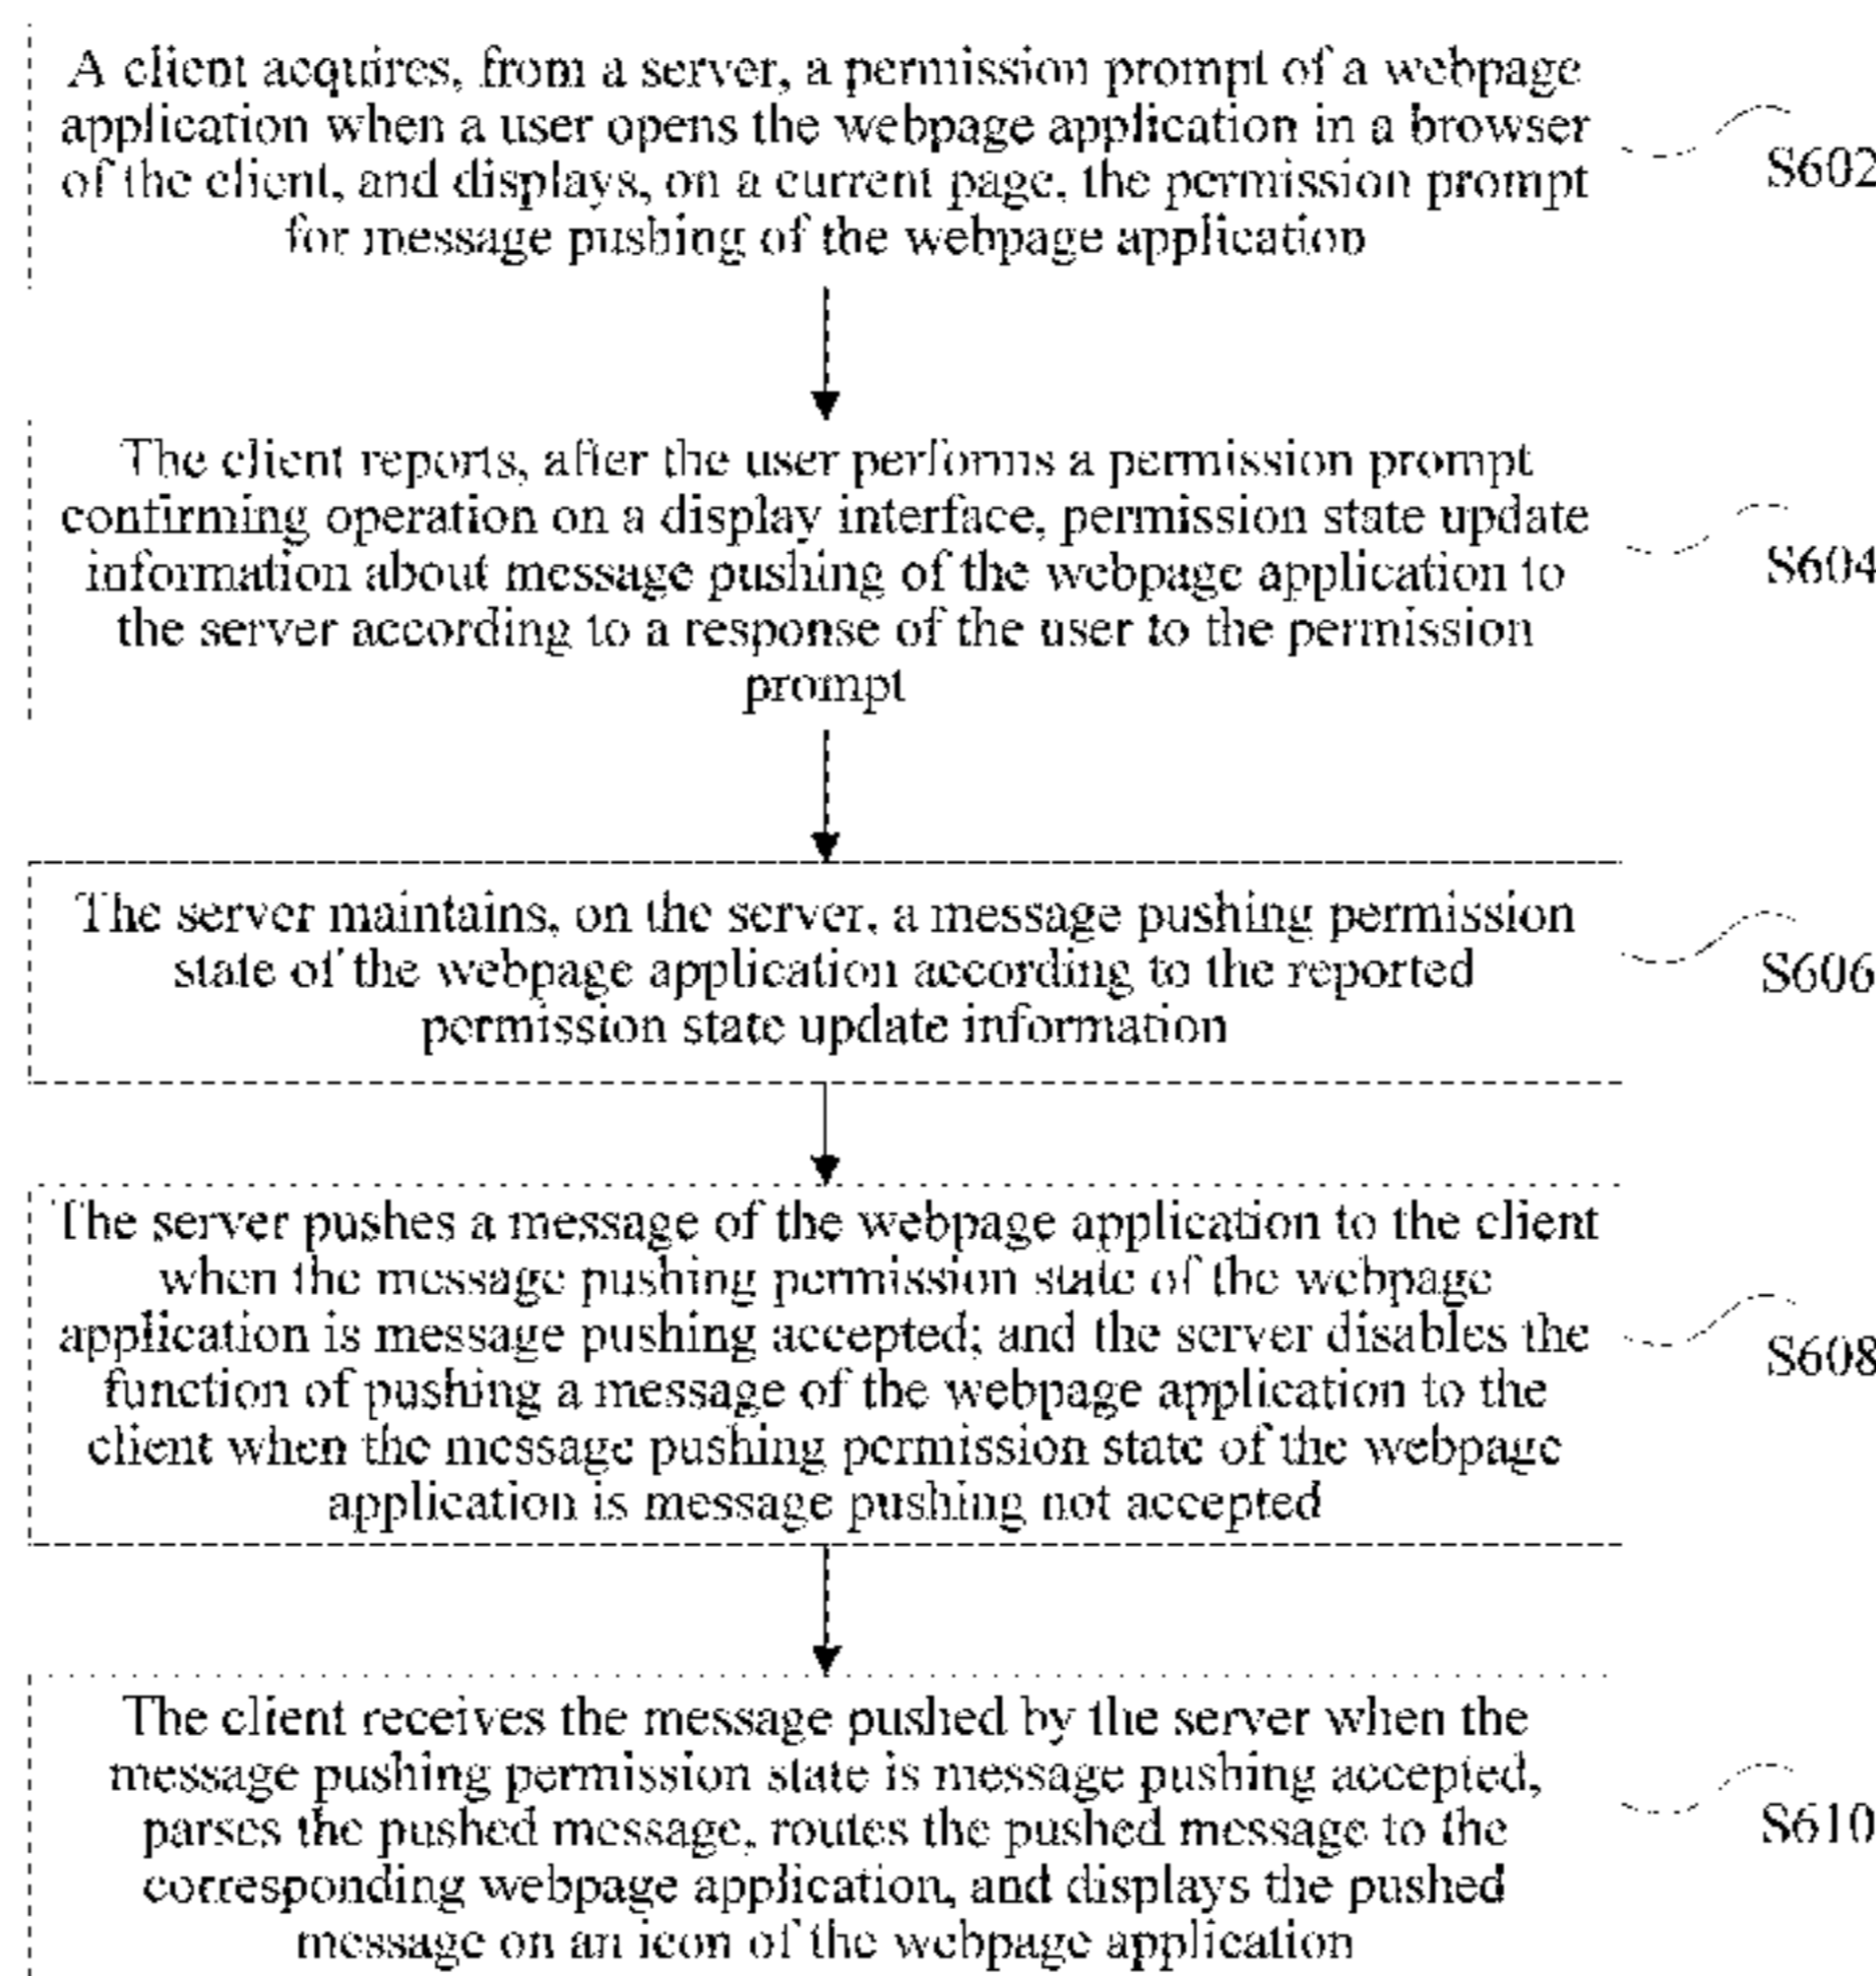 A client acquires, from a server, a permission prompt of a webpage
application when a user opens the webpage application in a browser
of the client, and displays, on a current page, the permission prompt
for message pushing of the webpage application
S602
The client reports, after the user performs a permission prompt
confirming operation on a display interface, permission state update
information about message pushing of the webpage application to
the server according to a response of the user to the permission
prompt
S604
The server maintains, on the server, a message pushing permission
state of the webpage application according to the reported
permission state update information
S606
The server pushes a message of the webpage application to the client
when the message pushing permission state of the webpage
application is message pushing accepted; and the server disables the
function of pushing a message of the webpage application to the
client when the message pushing permission state of the webpage
application is message pushing not accepted
S608
The client receives the message pushed by the server when the
message pushing permission state is message pushing accepted,
parses the pushed message, routes the pushed message to the
corresponding webpage application, and displays the pushed
message on an icon of the webpage application
S610